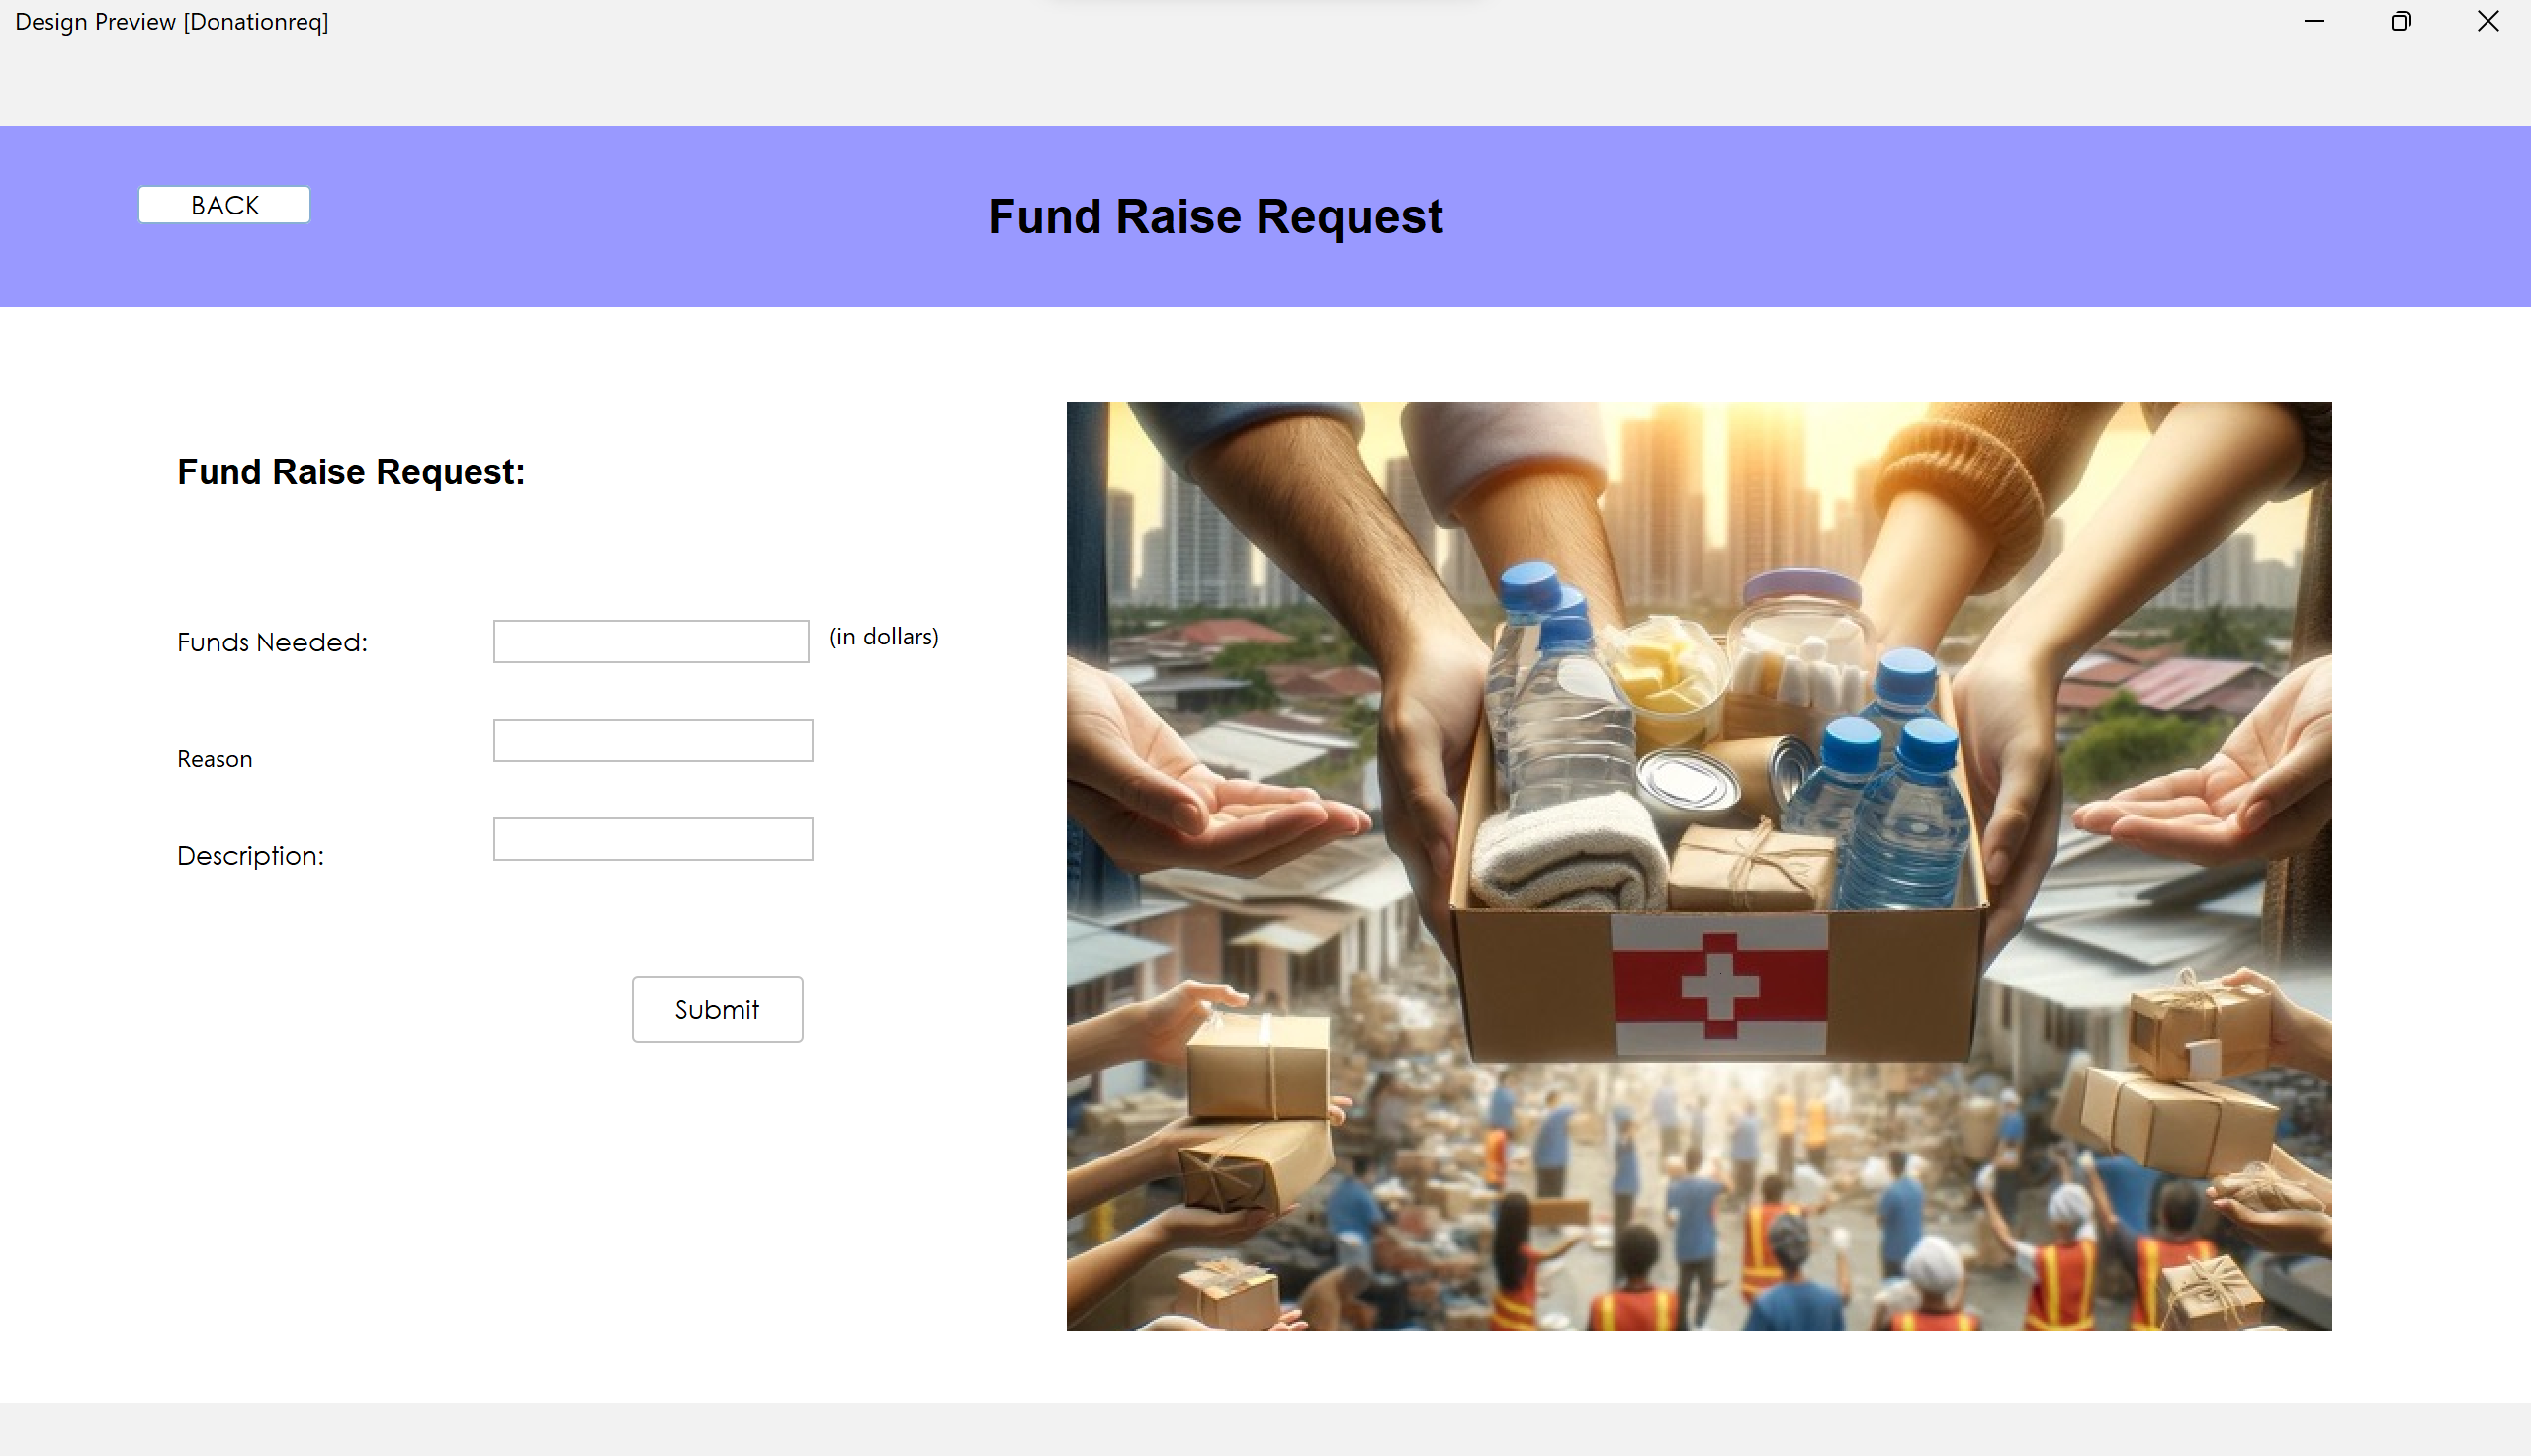 Design Preview [Donationreq]
BACK
Fund Raise Request
Fund Raise Request:
Funds Needed:
(in dollars)
Reason
Description:
Submit